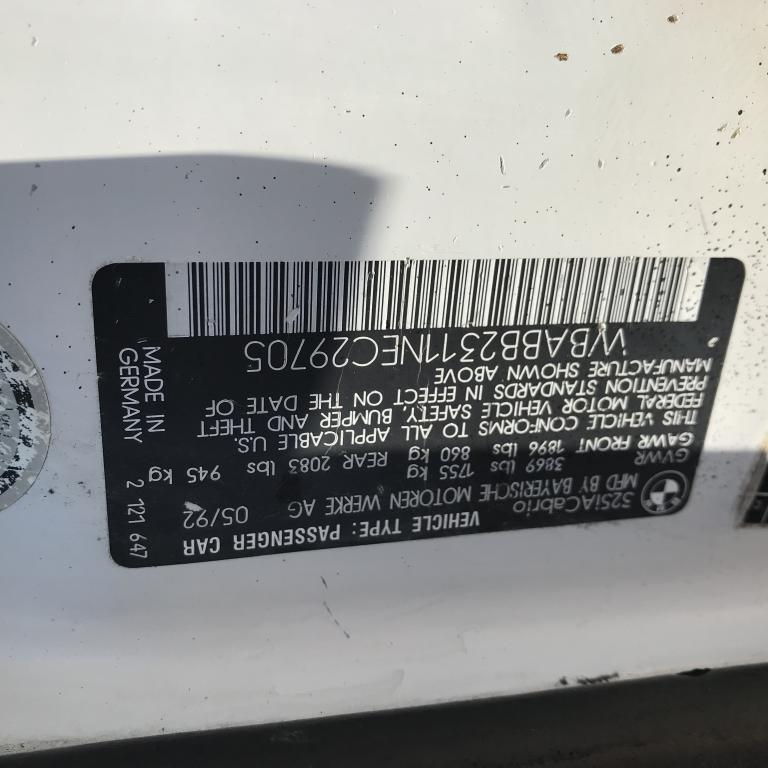 VEHICLE TYPE: PASSENGER CAR
325iACabrio
MFD BY BAYERISCHE MOTOREN WERKE AG 05/92
GVWR 3869 lbs 1755 kg
GAWR FRONT 1896 lbs 860 kg REAR 2083 lbs 945 kg
THIS VEHICLE CONFORMS TO ALL APPLICABLE U.S.
FEDERAL MOTOR VEHICLE SAFETY, BUMPER AND THEFT
PREVENTION STANDARDS IN EFFECT ON THE DATE OF
MANUFACTURE SHOWN ABOVE
WBABB2311NEC29705
MADE IN
GERMANY
2 121 647